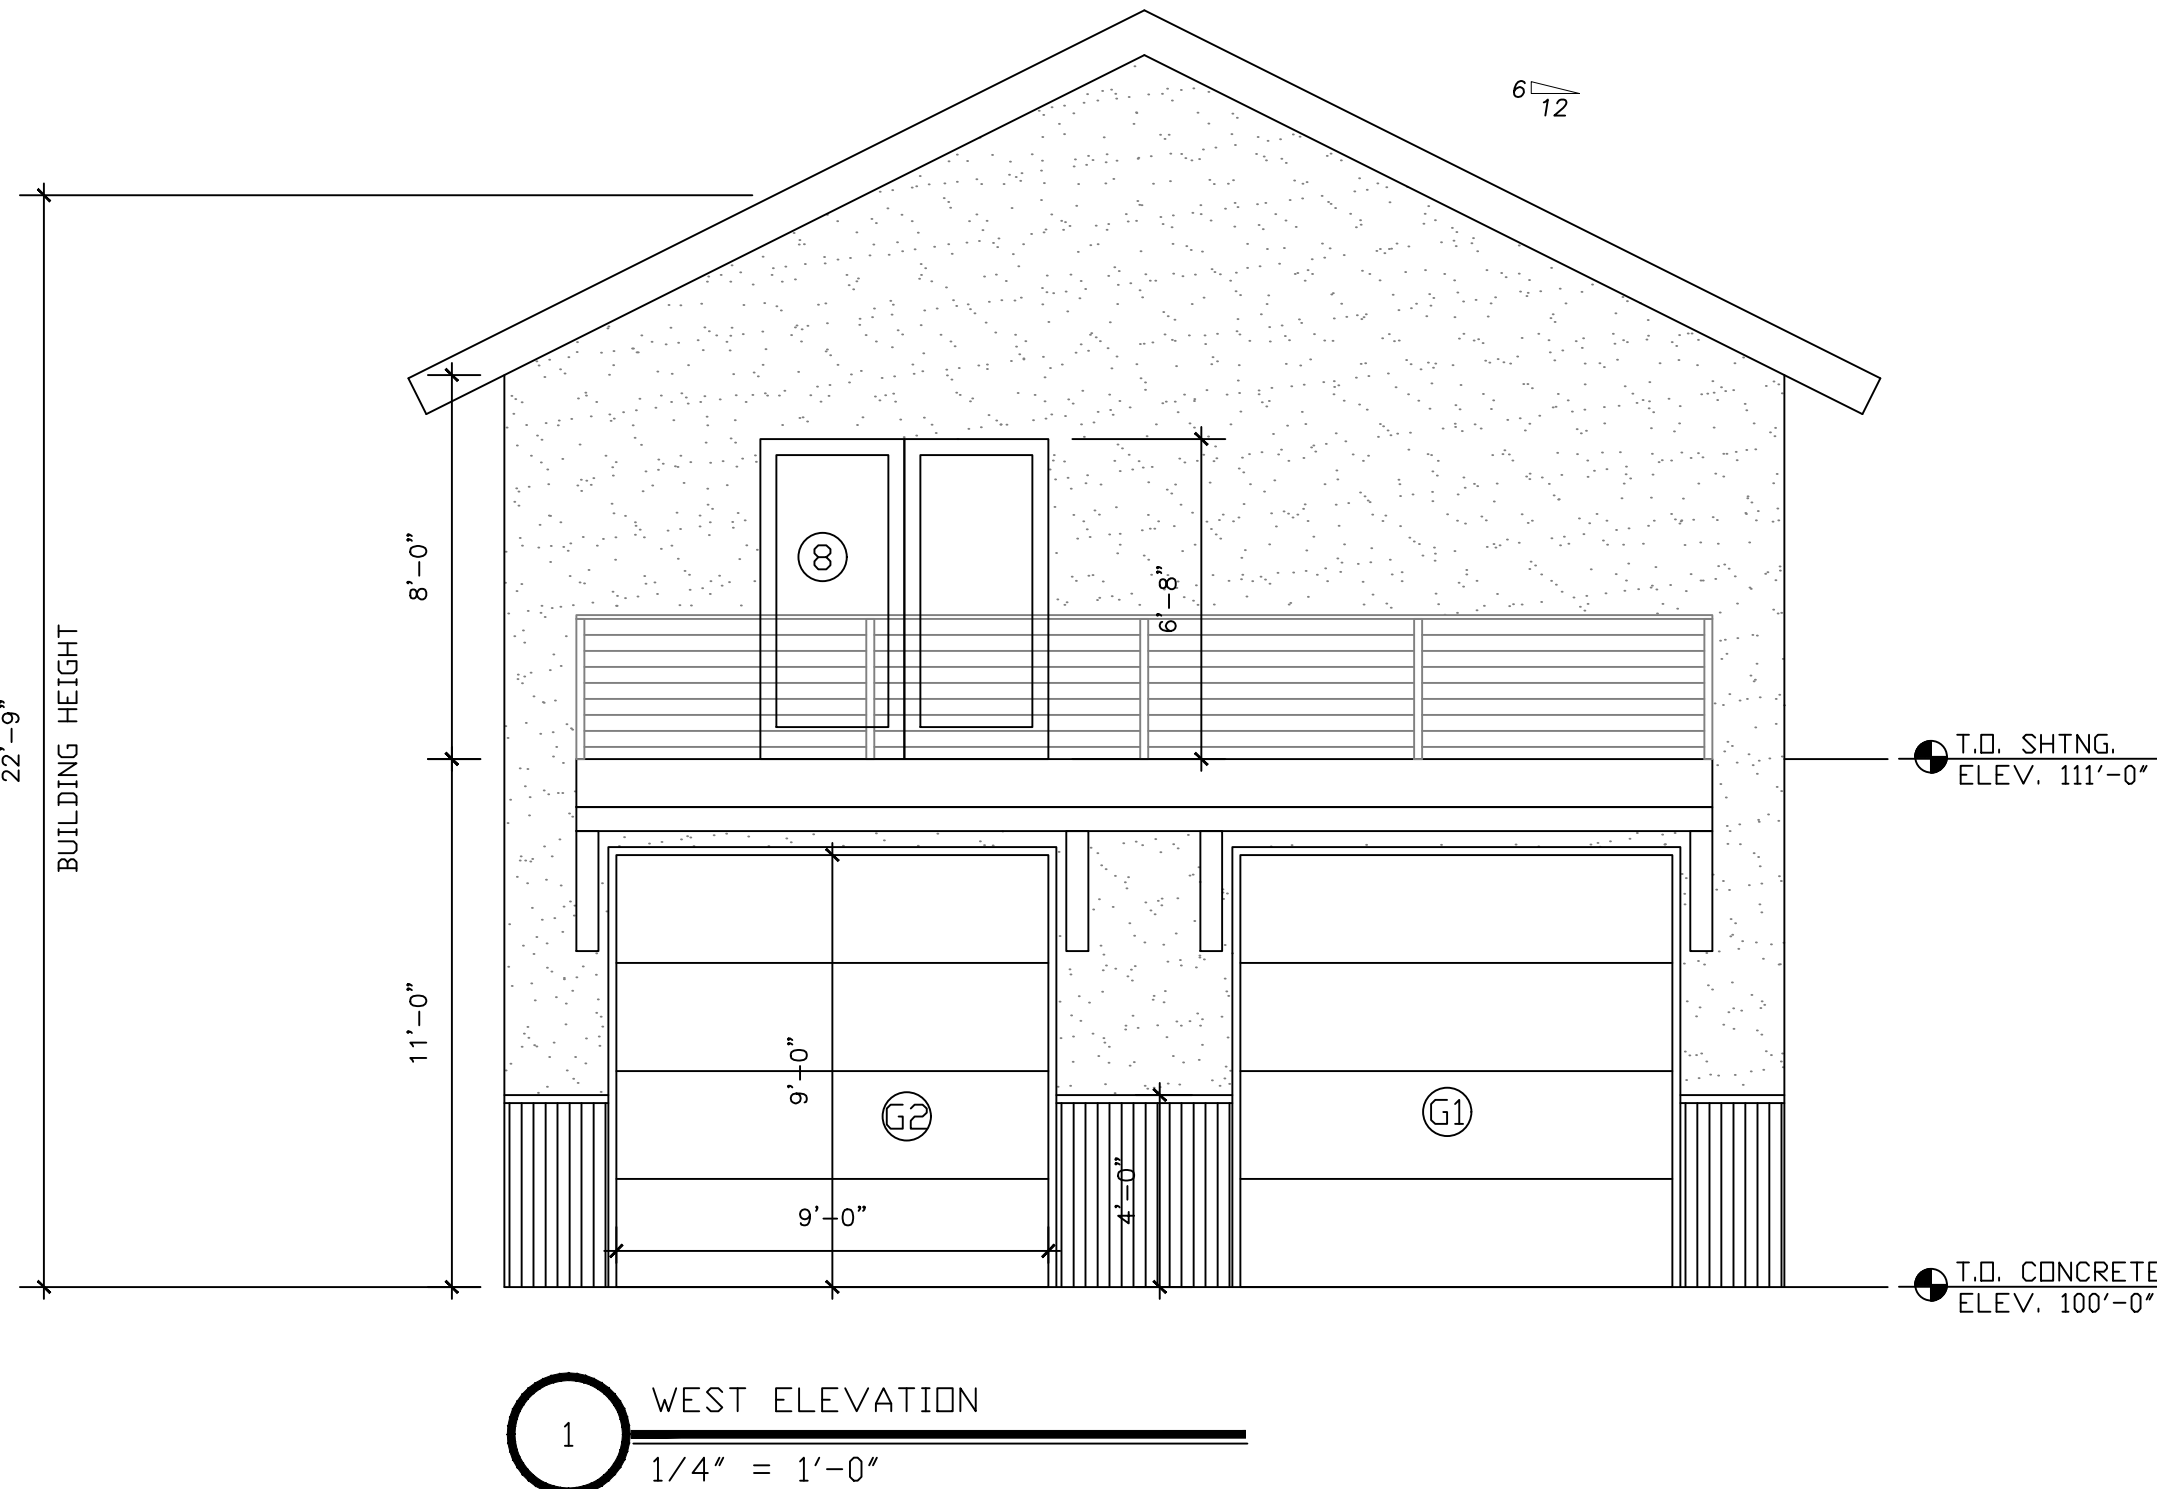 6
12
8'-0"
8
6'-8"
22'-9"
BUILDING HEIGHT
T.O. SHTNG.
ELEV. 111'-0"
11'-0"
9'-0"
G2
G1
4'-0"
9'-0"
T.O. CONCRETE
ELEV. 100'-0"
1
WEST ELEVATION
1/4" = 1'-0"